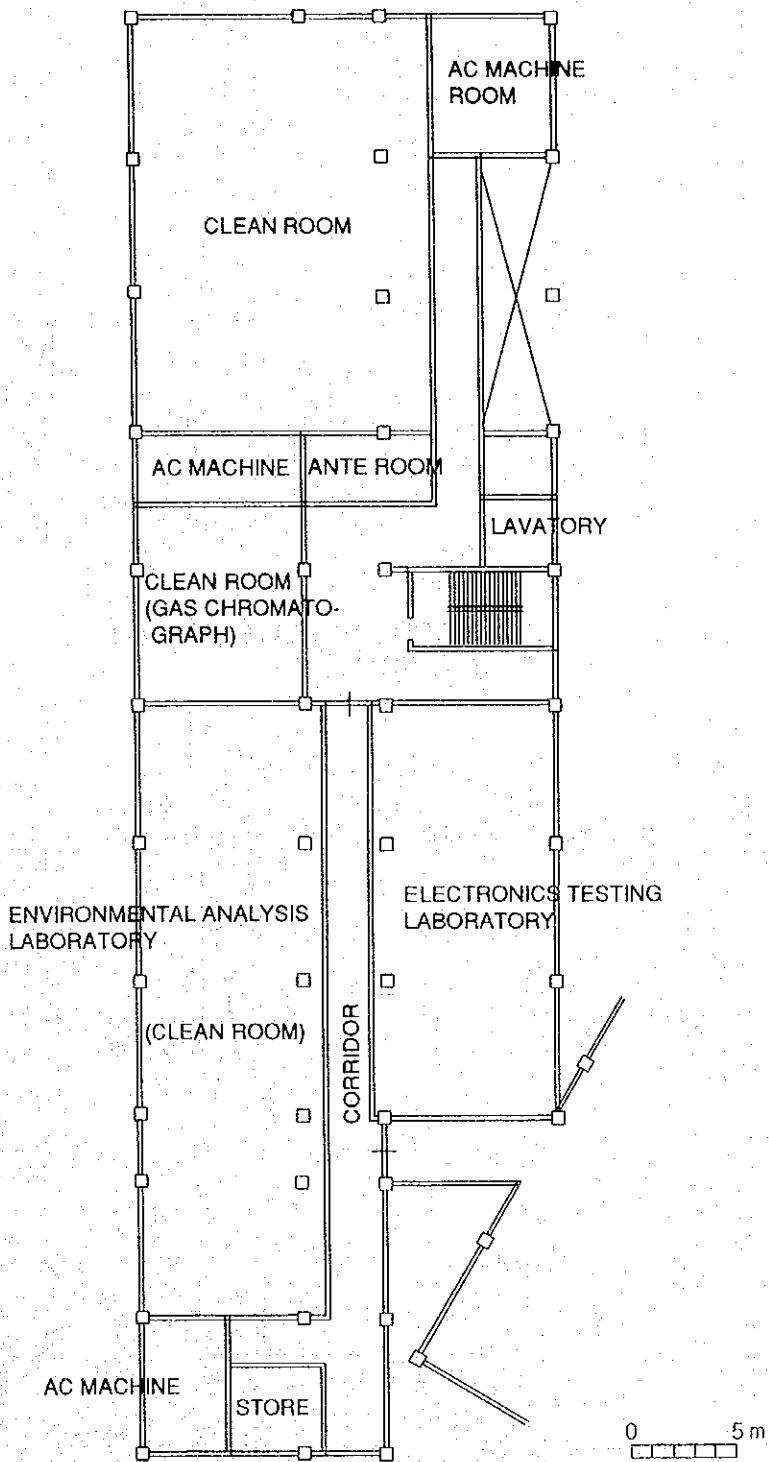 AC MACHINE
ROOM
CLEAN ROOM
AC MACHINE
ANTE ROOM
LAVATORY
CLEAN ROOM
(GAS CHROMATO-
GRAPH)
ENVIRONMENTAL ANALYSIS
LABORATORY
ELECTRONICS TESTING
LABORATORY
(CLEAN ROOM)
CORRIDOR
AC MACHINE
STORE
0 5 m